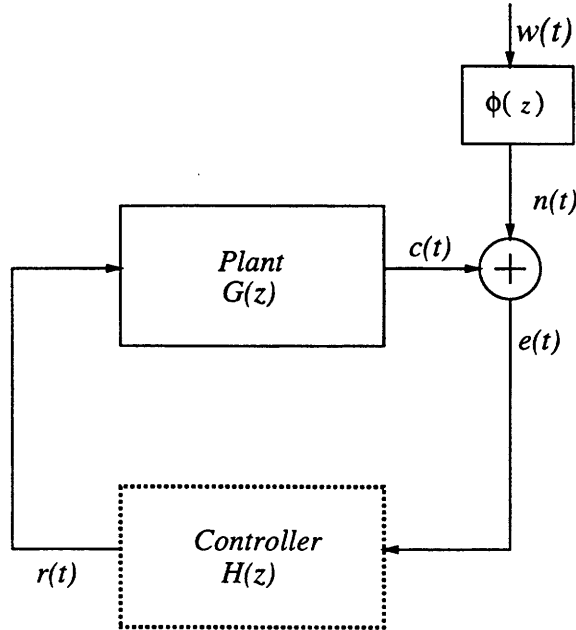 w(t)
ϕ( z )
n(t)
Plant
G(z)
c(t)
+
e(t)
Controller
H(z)
r(t)